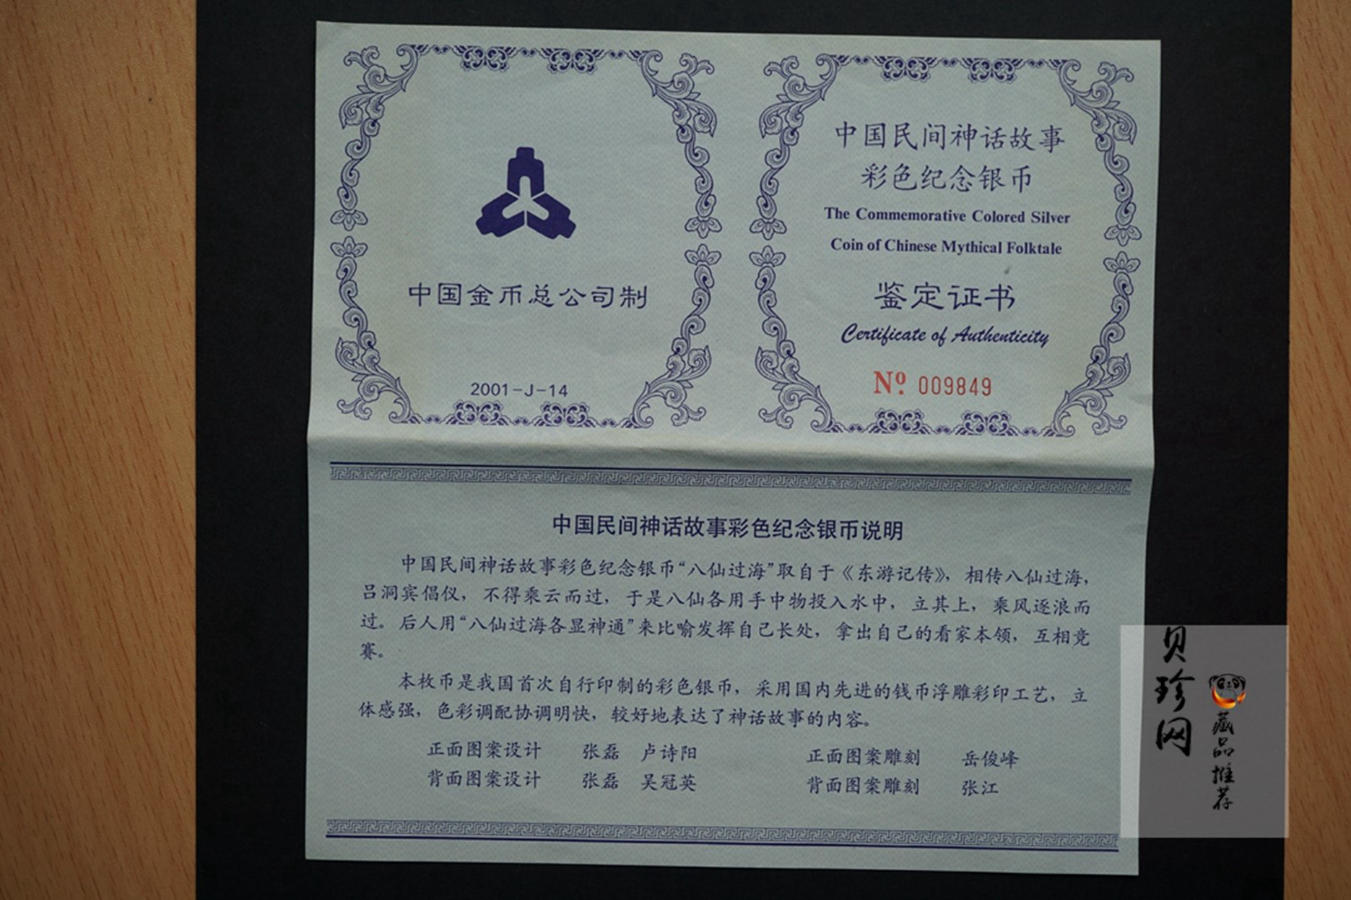 中国金币总公司制
2001-J-14
中国民间神话故事
彩色纪念银币
The Commemorative Colored Silver
Coin of Chinese Mythical Folktale
鉴定证书
Certificate of Authenticity
Nº 009849
中国民间神话故事彩色纪念银币说明
中国民间神话故事彩色纪念银币“八仙过海”取自于《东游记传》，相传八仙过海，
吕洞宾倡仪，不得乘云而过，于是八仙各用手中物投入水中，立其上，乘风逐浪而
过。后人用“八仙过海各显神通”来比喻发挥自己长处，拿出自己的看家本领，互相竞
赛。
本枚币是我国首次自行印制的彩色银币，采用国内先进的钱币浮雕彩印工艺，立
体感强，色彩调配协调明快，较好地表达了神话故事的内容。
正面图案设计 张磊 卢诗阳 正面图案雕刻 岳俊峰
背面图案设计 张磊 吴冠英 背面图案雕刻 张江
贝珍网
藏品推荐